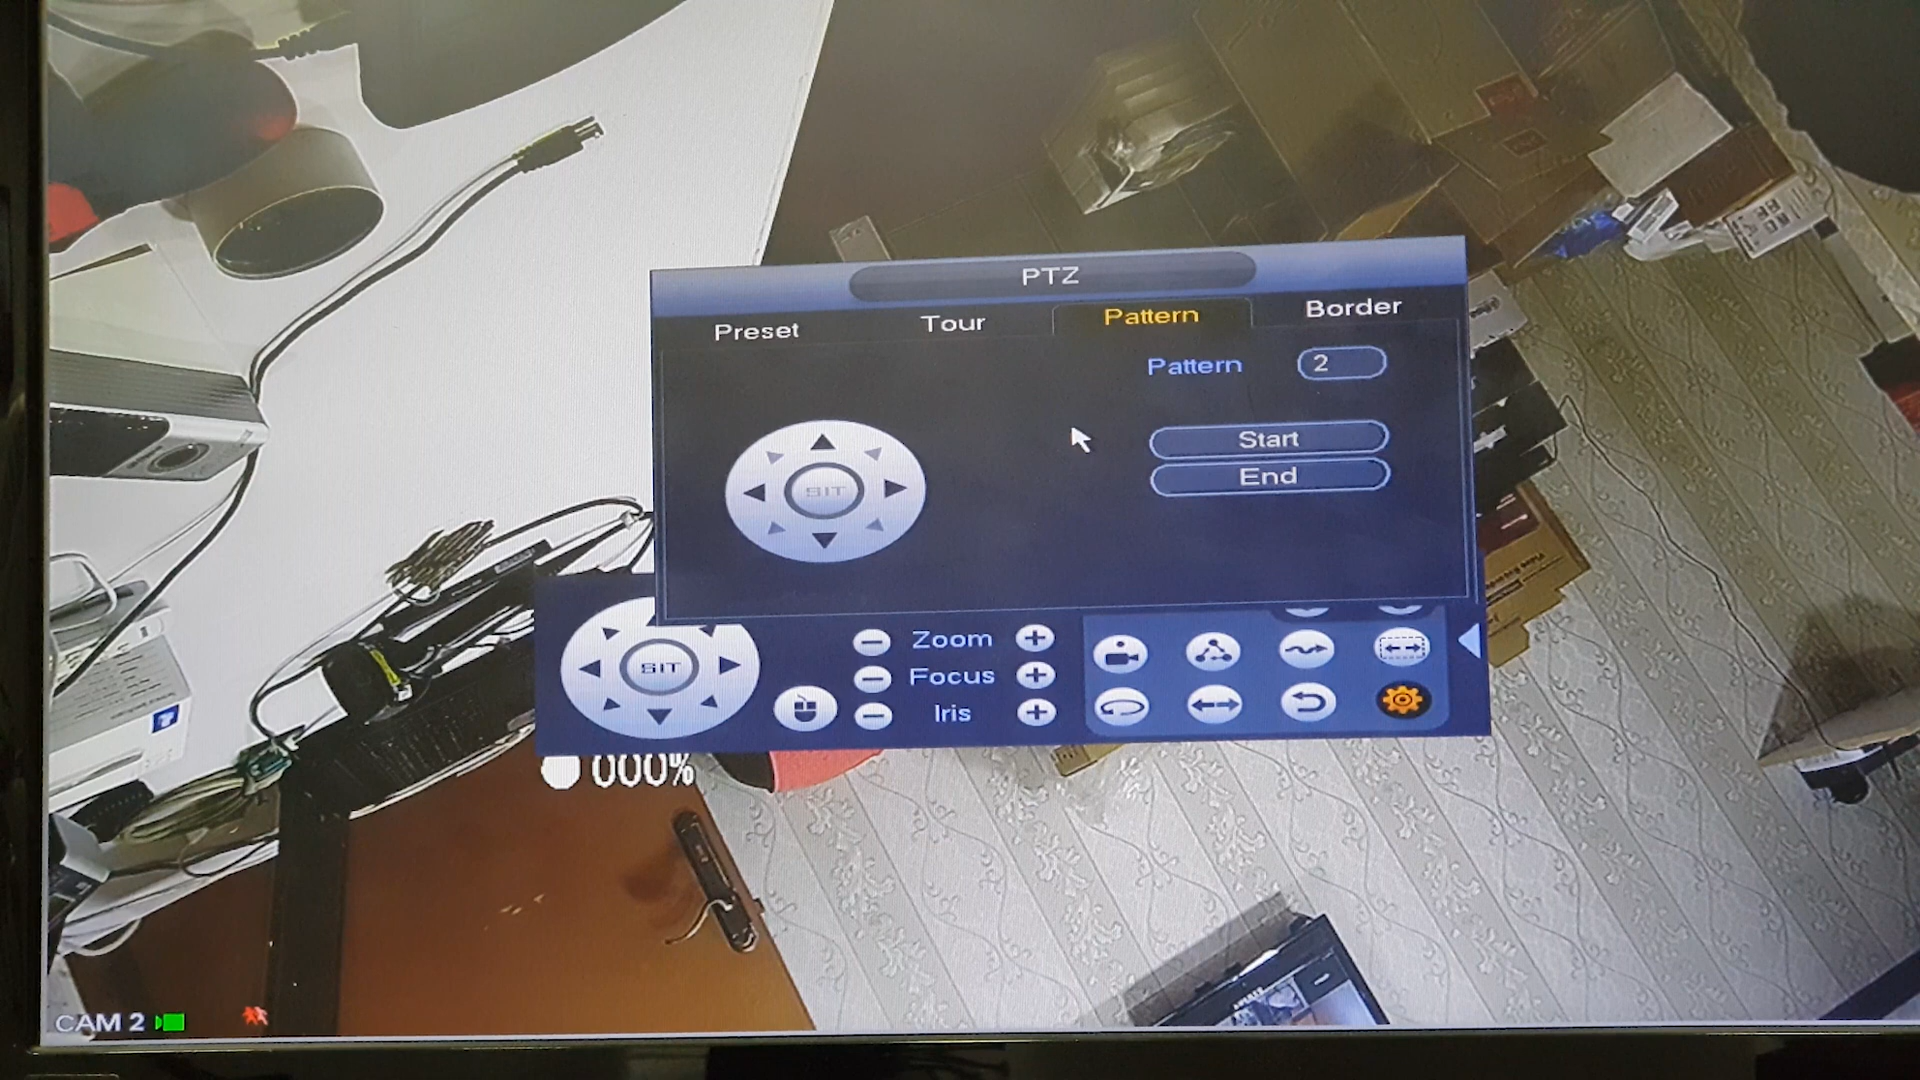 PTZ
Preset Tour Pattern Border
Pattern 2
Start
SIT
End
Zoom
SIT
Focus
Iris
000%
CAM 2